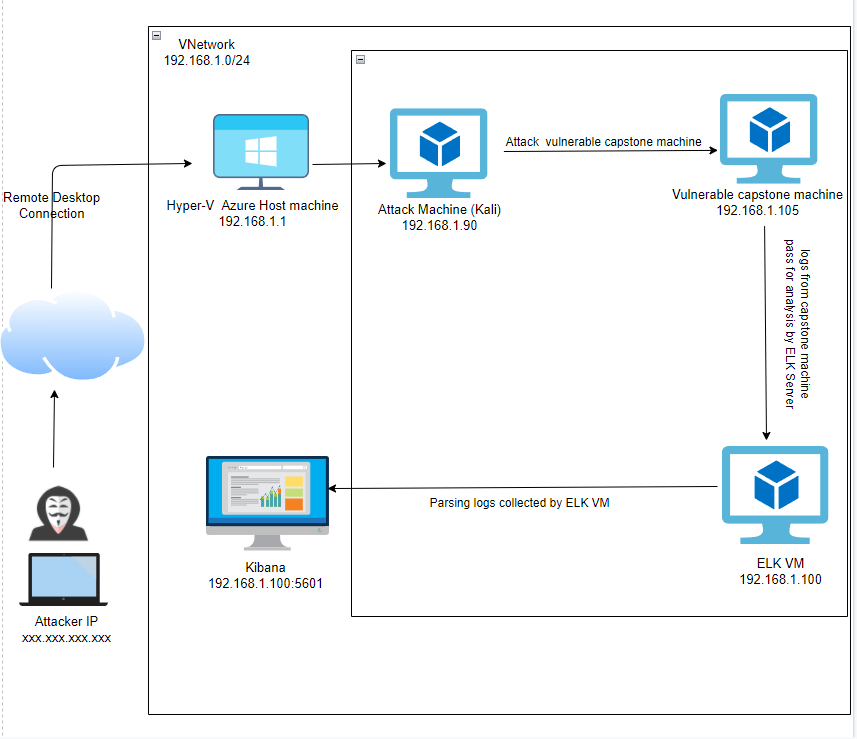 VNetwork
192.168.1.0/24
Remote Desktop
Connection
Hyper-V  Azure Host machine
192.168.1.1
Attack Machine (Kali)
192.168.1.90
Attack  vulnerable capstone machine
Vulnerable capstone machine
192.168.1.105
logs from capstone machine
pass for analysis by ELK Server
Parsing logs collected by ELK VM
ELK VM
192.168.1.100
Kibana
192.168.1.100:5601
Attacker IP
xxx.xxx.xxx.xxx